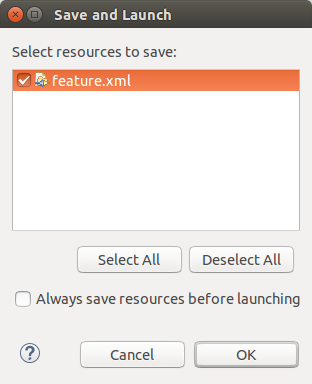 Save and Launch
Select resources to save:
feature.xml
Select All
Deselect All
Always save resources before launching
?
Cancel
OK